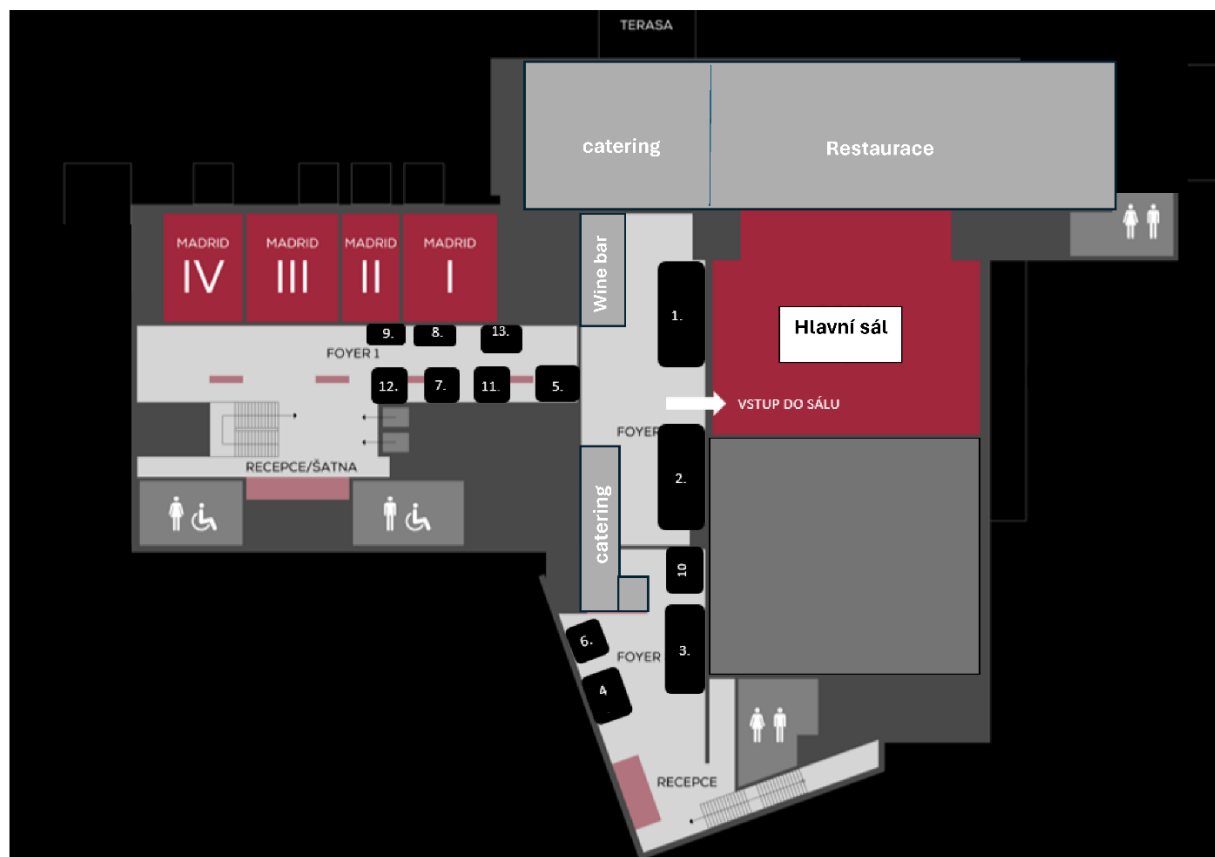 TERASA
catering
Restaurace
MADRID
IV
MADRID
III
MADRID
II
MADRID
I
Wine bar
1.
Hlavní sál
9.
8.
13.
FOYER 1
12.
7.
11.
5.
VSTUP DO SÁLU
FOYER
RECEPCE/ŠATNA
2.
catering
10
6.
FOYER
3.
4
RECEPCE